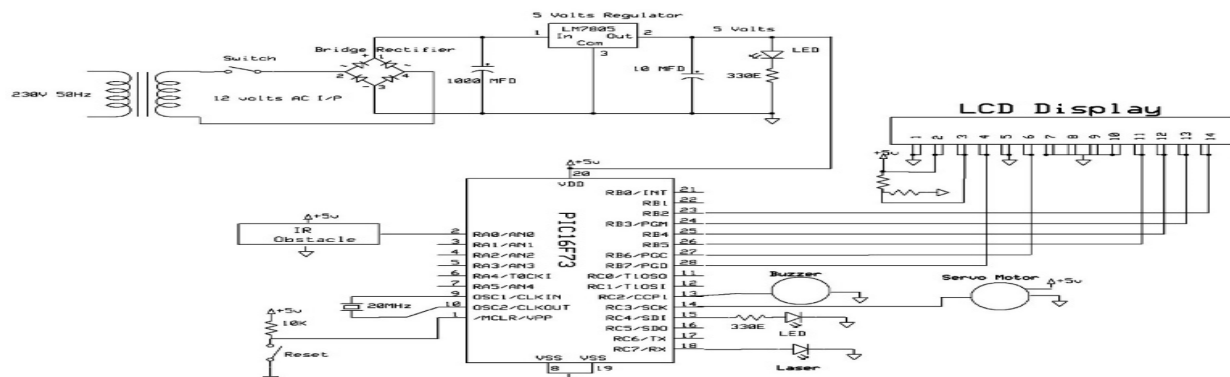 5 Volts Regulator
LM7805
1 In Out 2
Com
3
5 Volts
Bridge Rectifier
Switch
+ 1
2 4
- 3
230V 50Hz
12 volts AC I/P
1000 MFD
10 MFD
LED
330E
LCD Display
1 2 3 4 5 6 7 8 9 10 11 12 13 14
+5v
+5v
20
VDD
PIC16F73
RB0/INT 21
RB1 22
RB2 23
RB3/PGM 24
RB4 25
RB5 26
RB6/PGC 27
RB7/PGD 28
RC0/T1OSO 11
RC1/T1OSI 12
RC2/CCP1 13
RC3/SCK 14
RC4/SDI 15
RC5/SDO 16
RC6/TX 17
RC7/RX 18
+5v
IR
Obstacle
2 RA0/AN0
3 RA1/AN1
4 RA2/AN2
5 RA3/AN3
6 RA4/T0CKI
7 RA5/AN4
9 OSC1/CLKIN
10 OSC2/CLKOUT
1 /MCLR/VPP
20MHz
+5v
10K
Reset
VSS VSS
8 19
Buzzer
Servo Motor
+5v
330E
LED
Laser